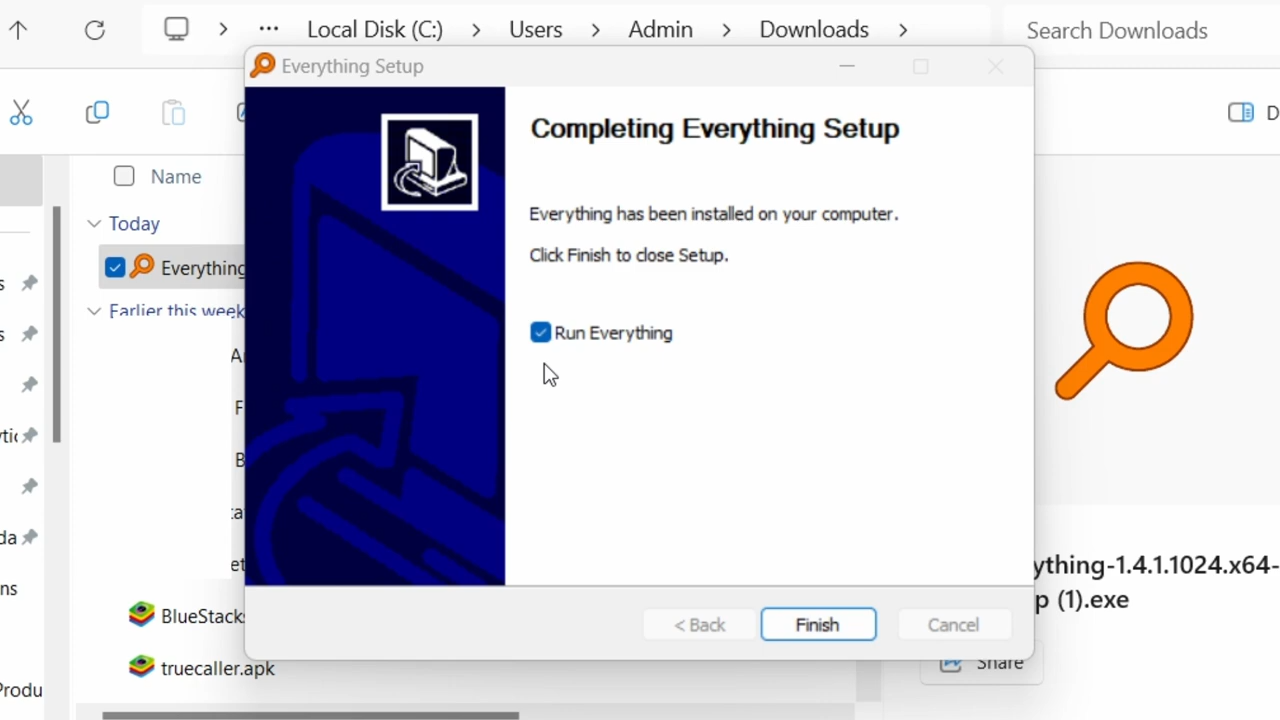 ... Local Disk (C:) > Users > Admin > Downloads >
Search Downloads
Everything Setup
Name
Today
Everything
Earlier this week
BlueStacks
truecaller.apk
Completing Everything Setup
Everything has been installed on your computer.
Click Finish to close Setup.
Run Everything
< Back
Finish
Cancel
ything-1.4.1.1024.x64-
p (1).exe
Share